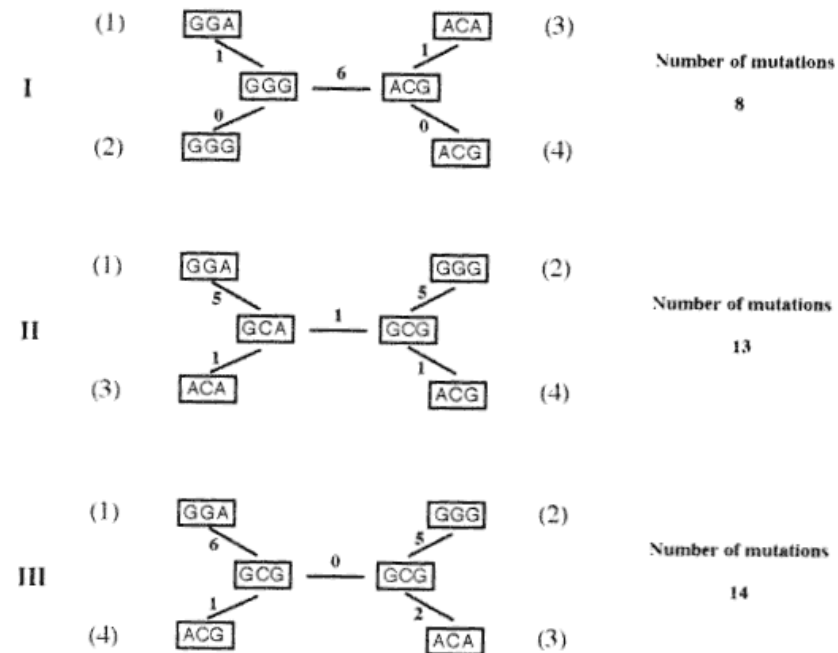 (1) GGA ACA (3)
1 1
Number of mutations
I GGG 6 ACG
0 0
8
(2) GGG ACG (4)
(1) GGA GGG (2)
5 5
Number of mutations
II GCA 1 GCG
13
1 1
(3) ACA ACG (4)
(1) GGA GGG (2)
6 5
Number of mutations
III GCG 0 GCG
14
1 2
(4) ACG ACA (3)